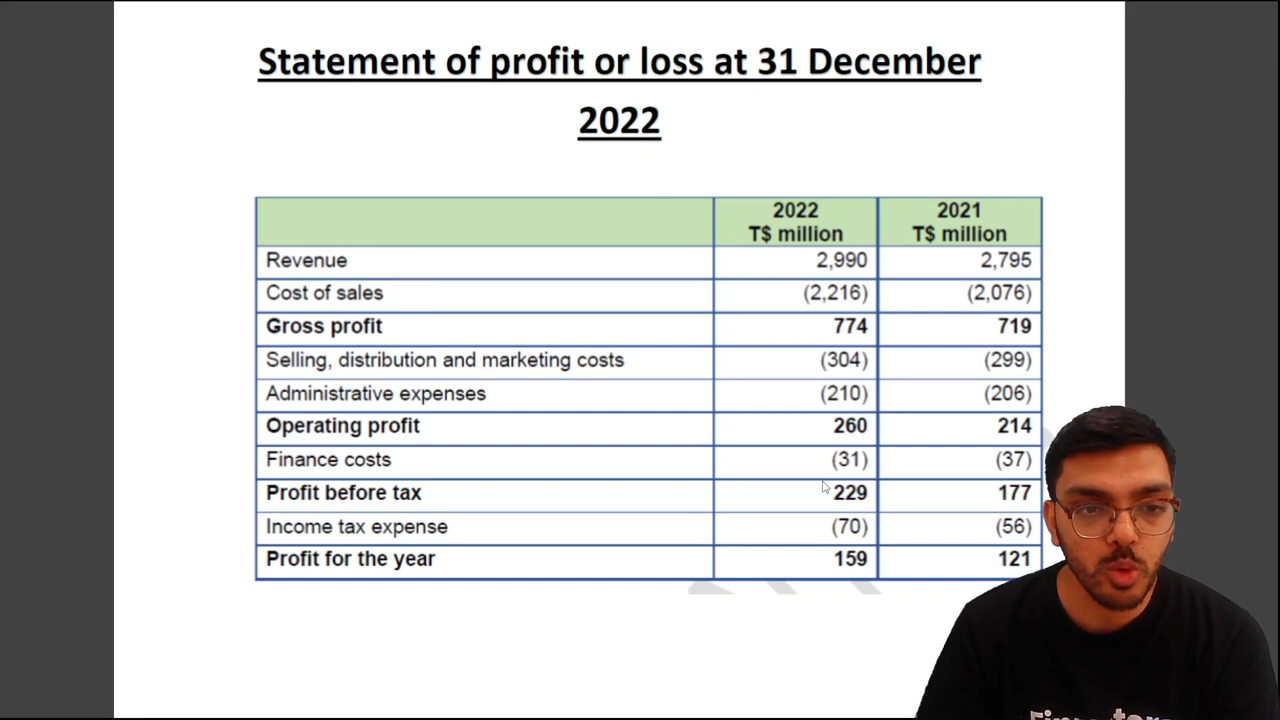 Statement of profit or loss at 31 December
2022
2022 2021
T$ million T$ million
Revenue 2,990 2,795
Cost of sales (2,216) (2,076)
Gross profit 774 719
Selling, distribution and marketing costs (304) (299)
Administrative expenses (210) (206)
Operating profit 260 214
Finance costs (31) (37)
Profit before tax 229 177
Income tax expense (70) (56)
Profit for the year 159 121